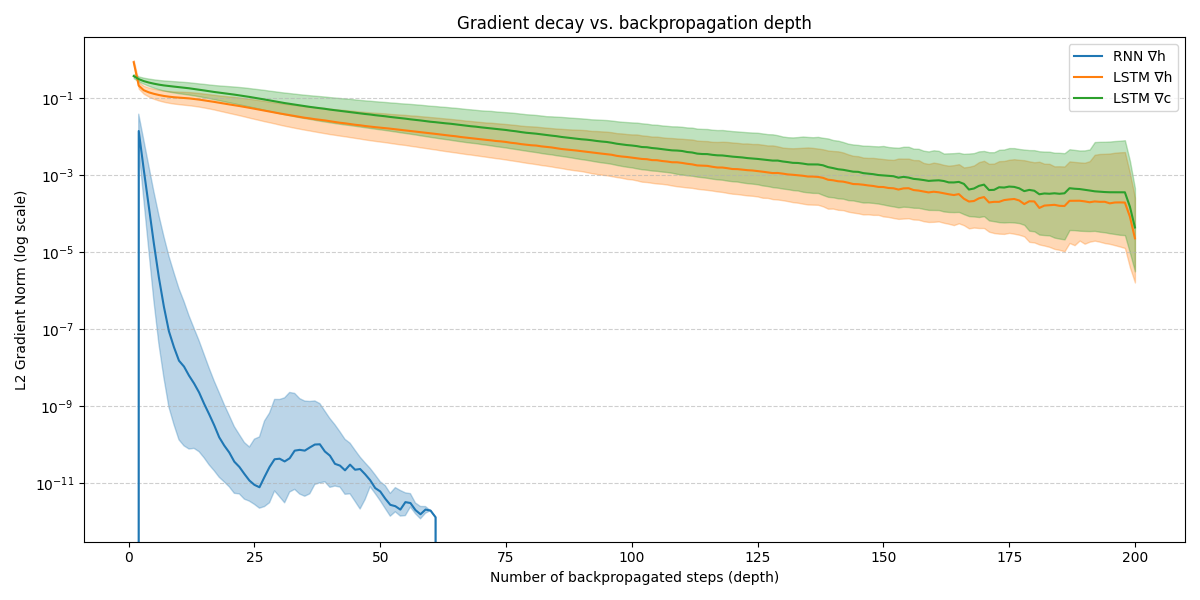 Gradient decay vs. backpropagation depth
L2 Gradient Norm (log scale)
10⁻¹
10⁻³
10⁻⁵
10⁻⁷
10⁻⁹
10⁻¹¹
RNN ∇h
LSTM ∇h
LSTM ∇c
0 25 50 75 100 125 150 175 200
Number of backpropagated steps (depth)